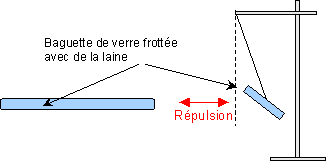 Baguette de verre frottée
avec de la laine
Répulsion